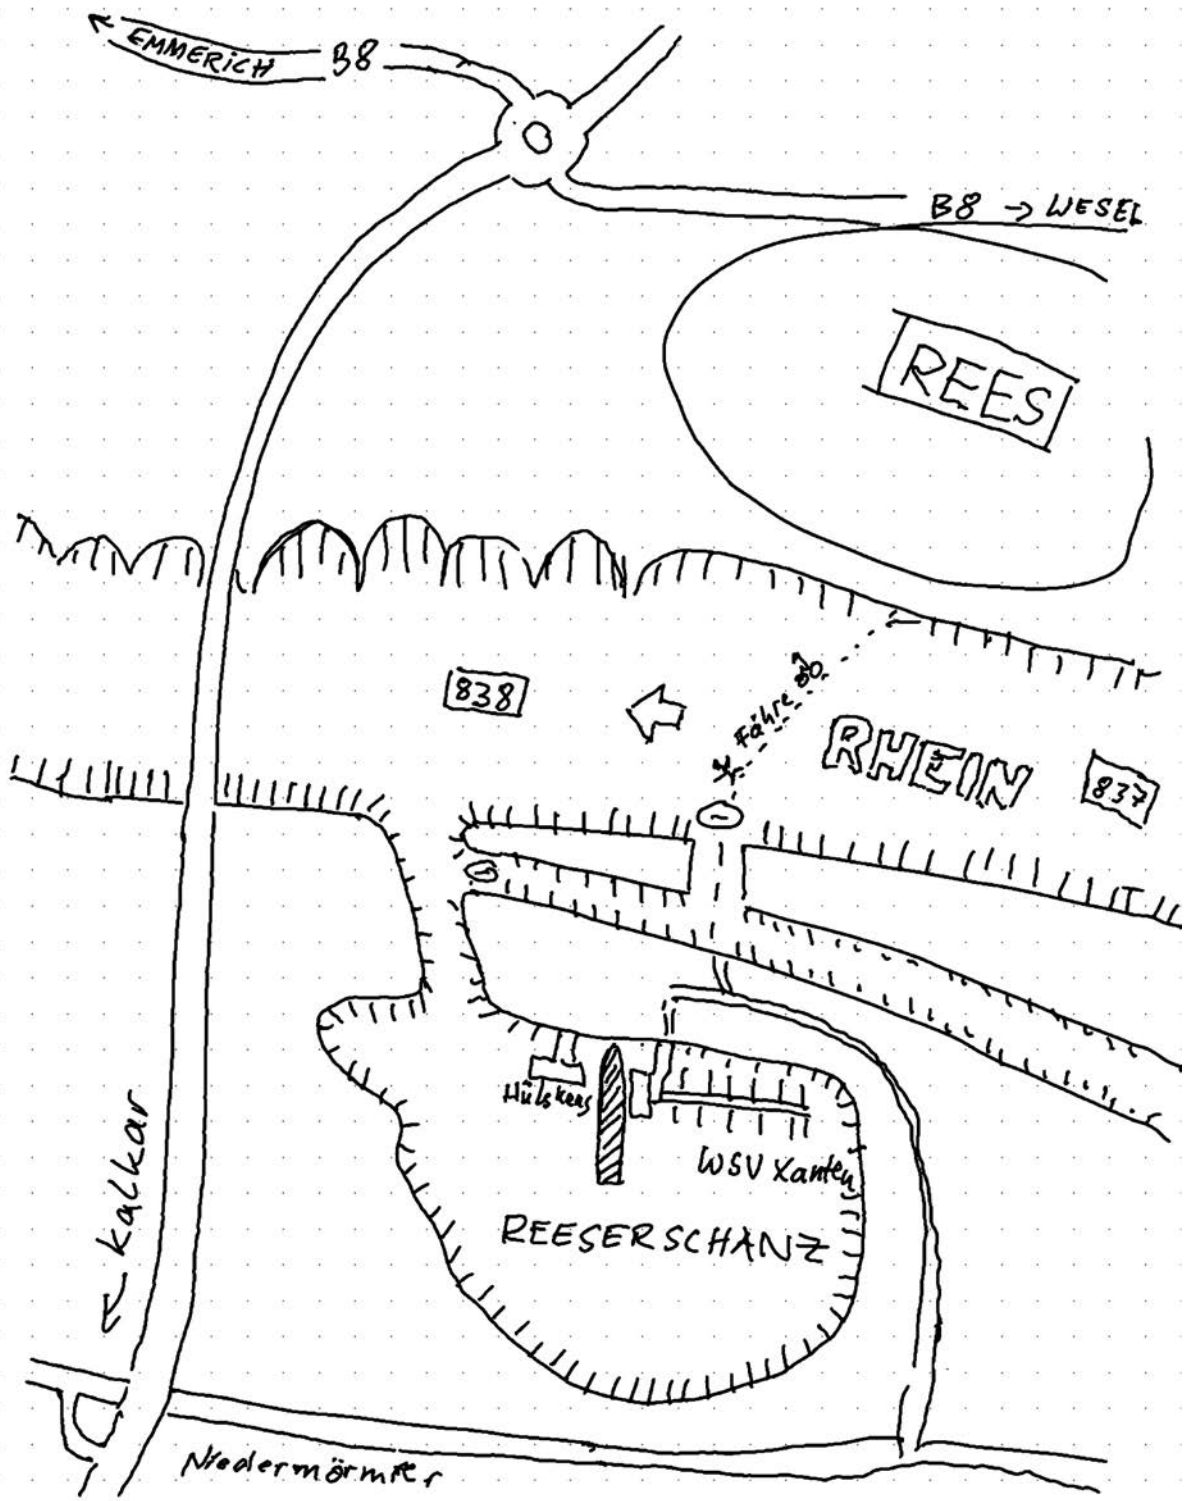 EMMERiCH B8
B8 → WESEL
REES
838
Fähre
RHEIN
837
Hülskens
WSV Xanten
REESERSCHANZ
← Kalkar
Niedermörmter